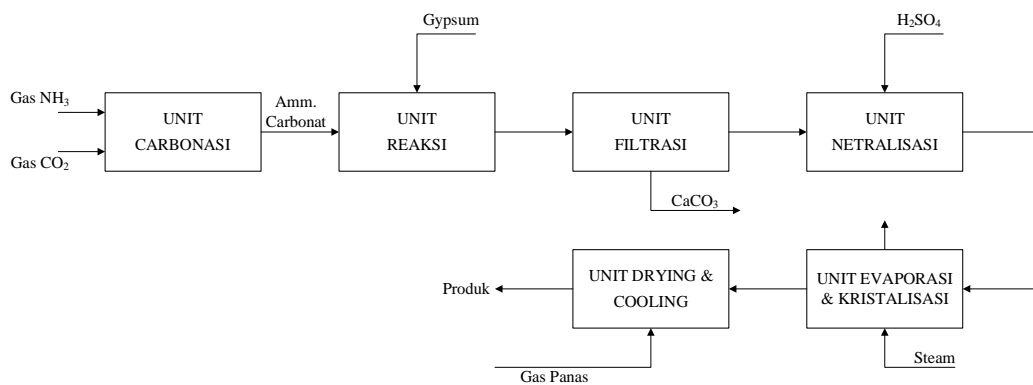 Gypsum
H₂SO₄
Gas NH₃
Gas CO₂
UNIT
CARBONASI
Amm.
Carbonat
UNIT
REAKSI
UNIT
FILTRASI
UNIT
NETRALISASI
CaCO₃
Produk
UNIT DRYING &
COOLING
UNIT EVAPORASI
& KRISTALISASI
Gas Panas
Steam